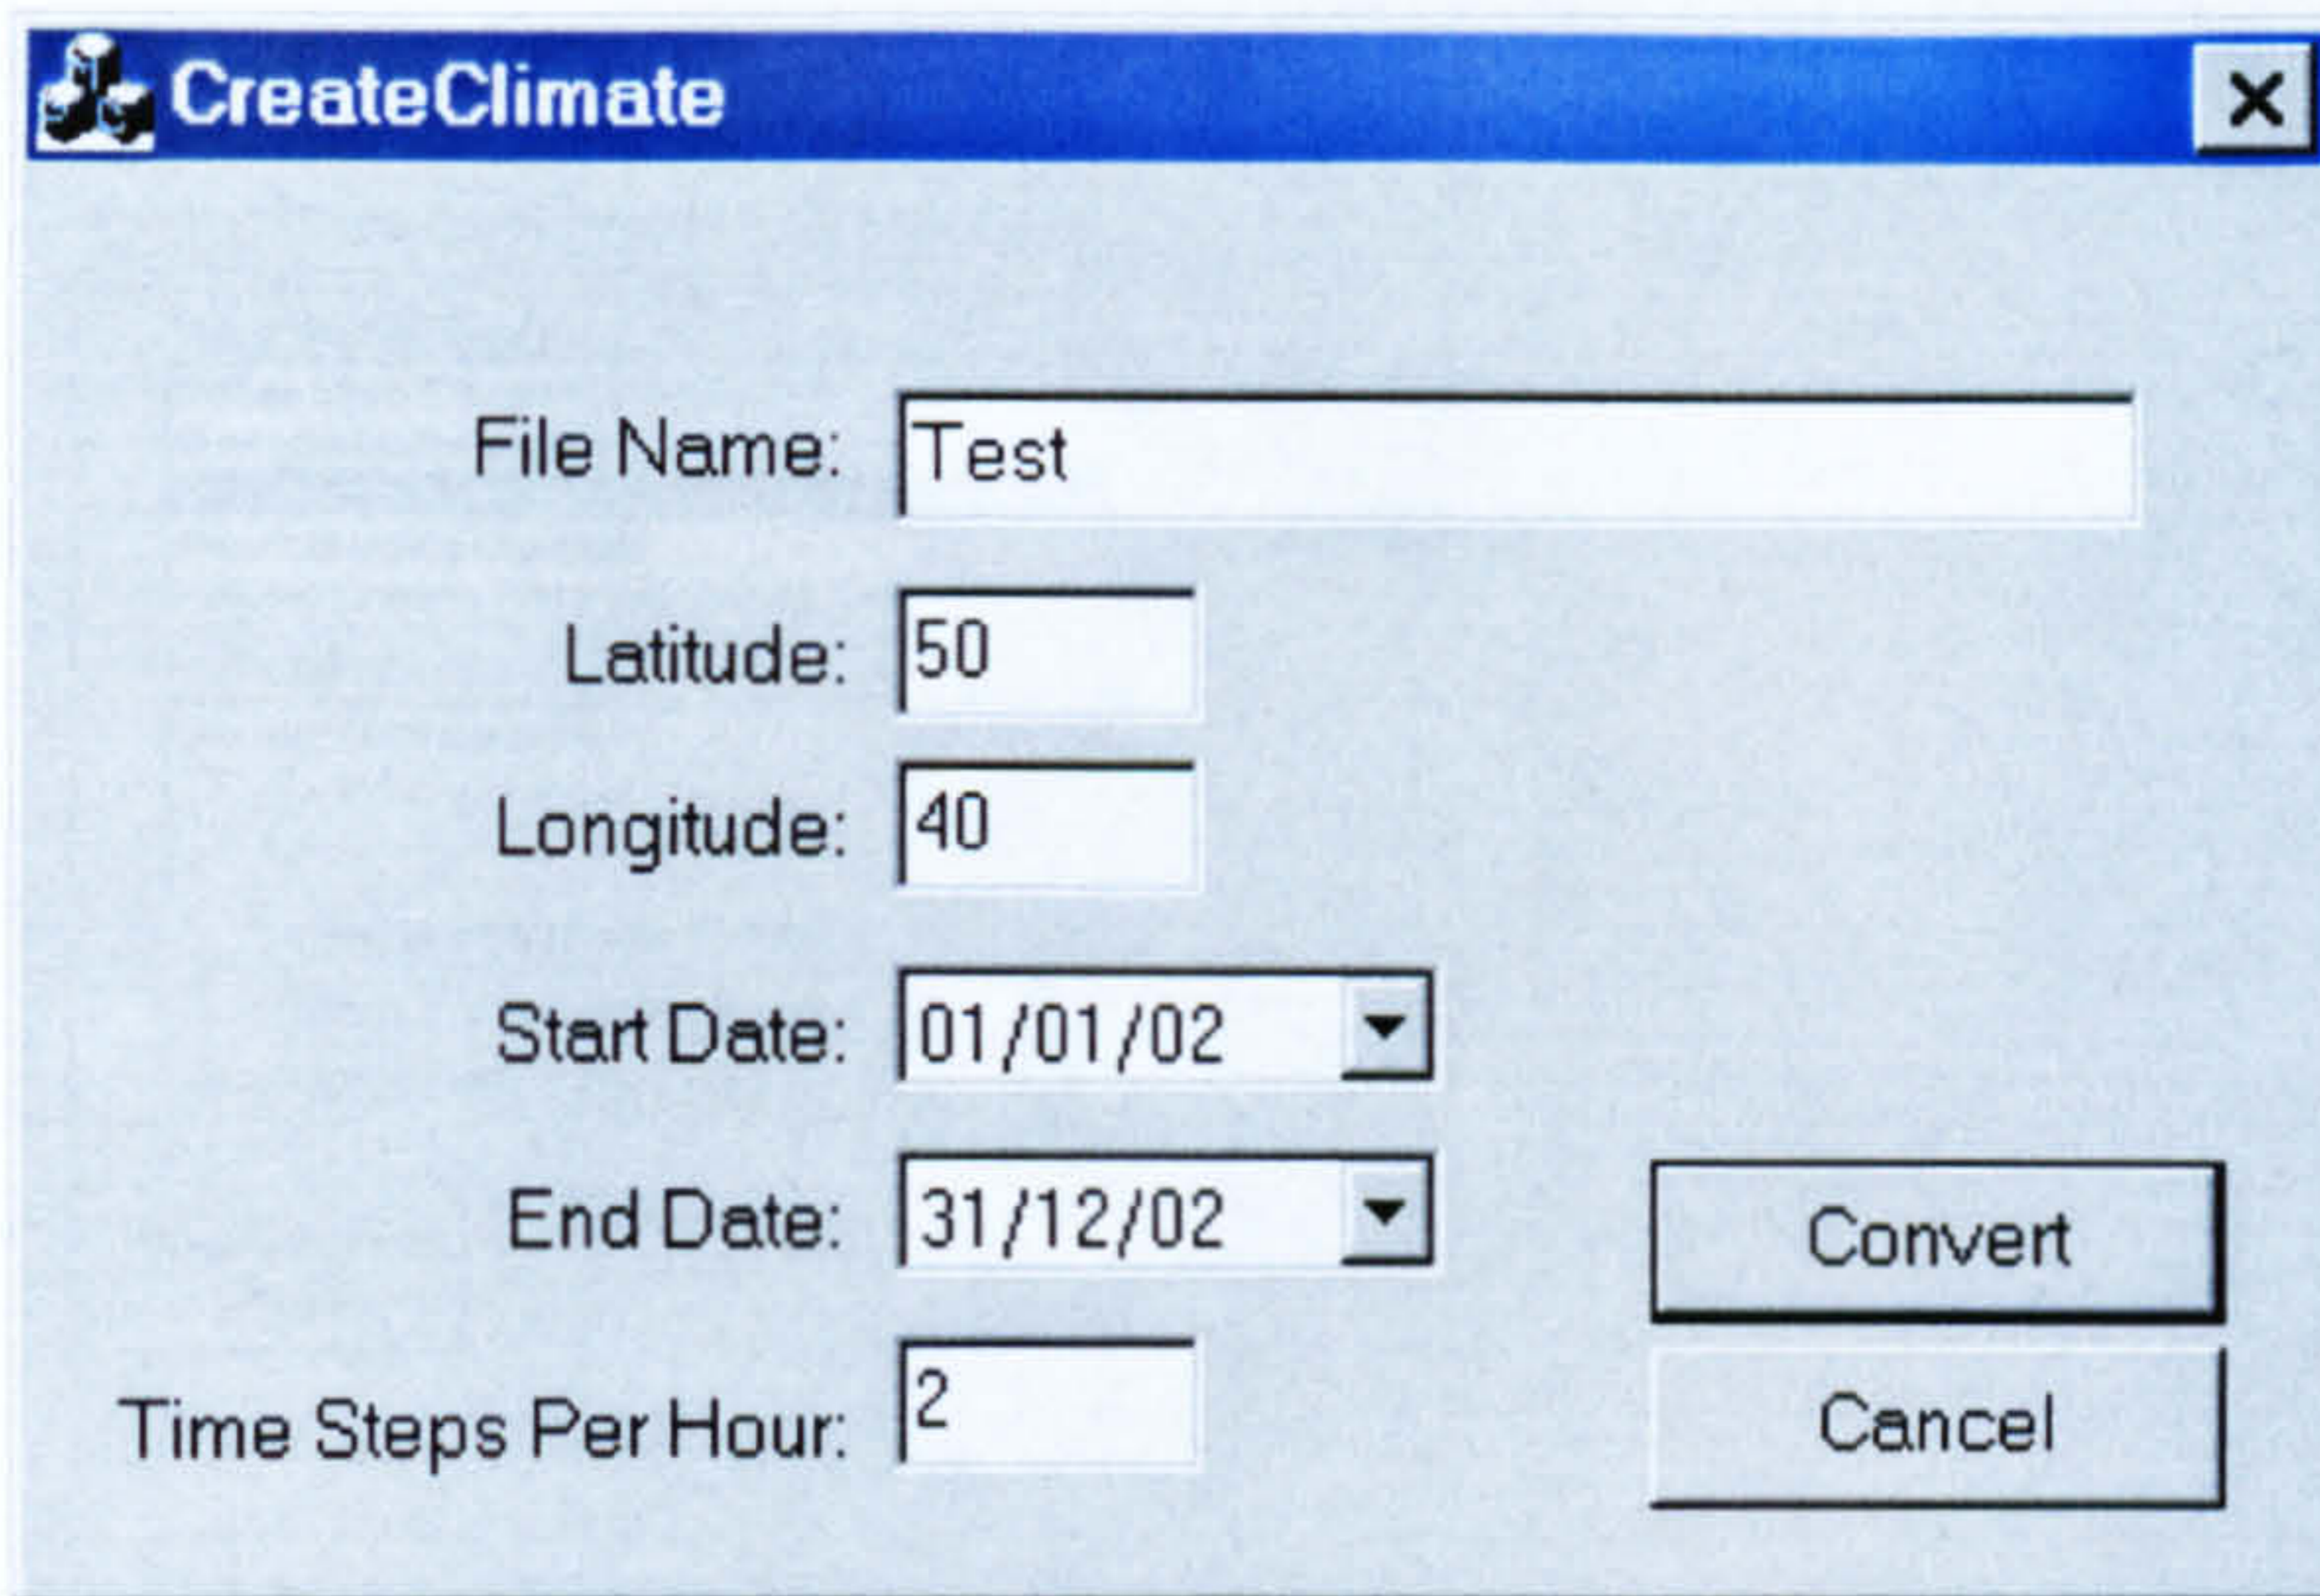 CreateClimate
File Name: Test
Latitude: 50
Longitude: 40
Start Date: 01/01/02
End Date: 31/12/02
Convert
Time Steps Per Hour: 2
Cancel